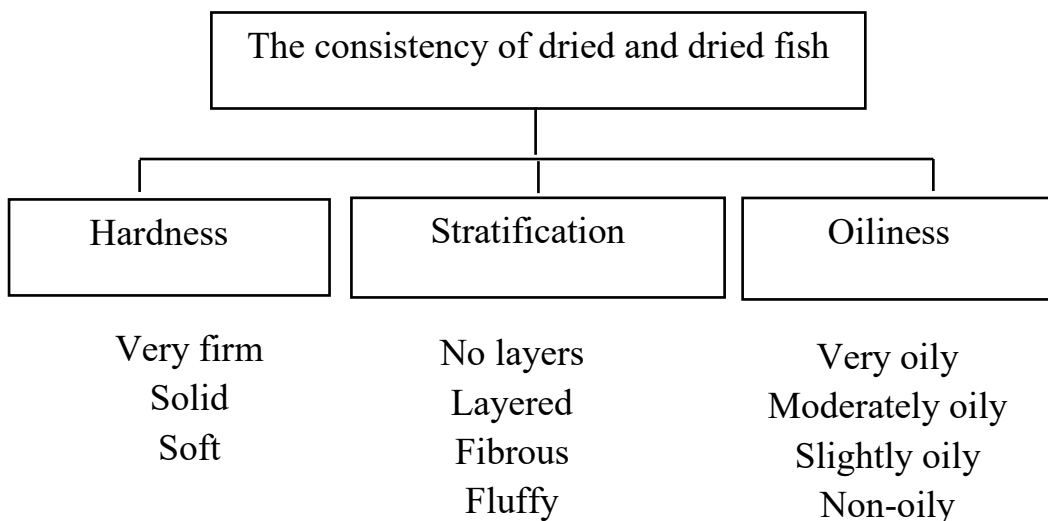 The consistency of dried and dried fish
Hardness
Stratification
Oiliness
Very firm
Solid
Soft
No layers
Layered
Fibrous
Fluffy
Very oily
Moderately oily
Slightly oily
Non-oily